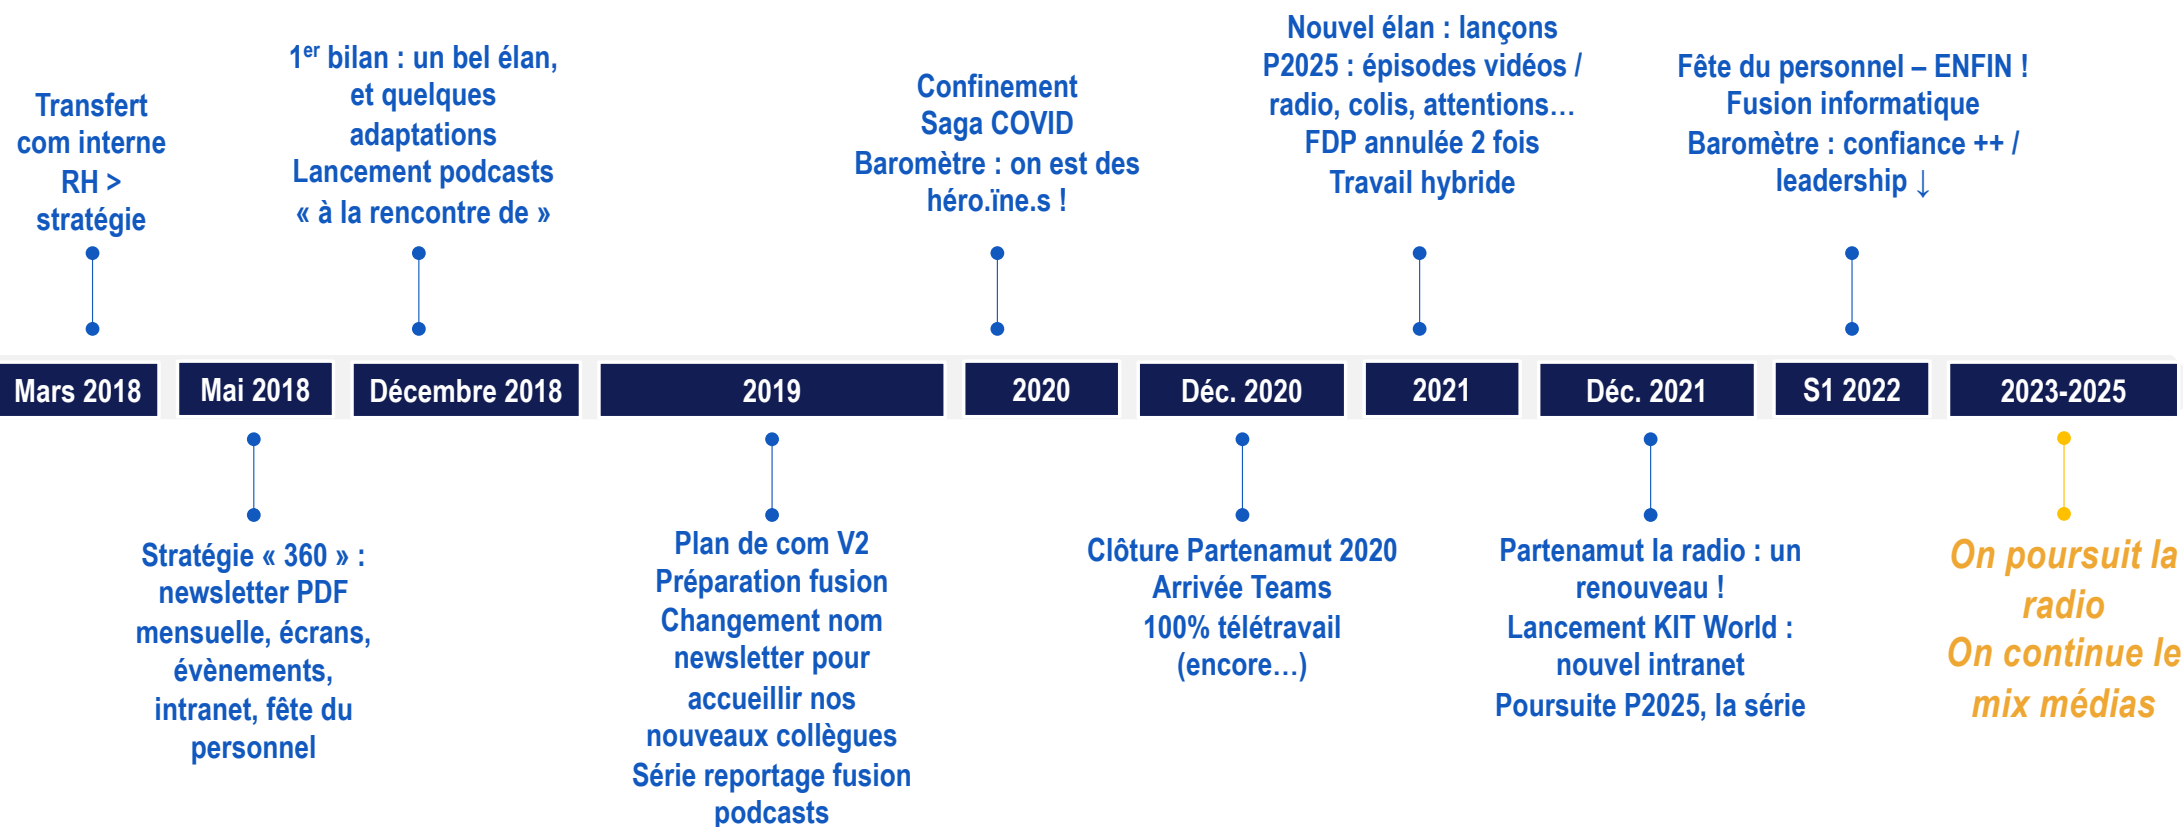 Transfert
com interne
RH >
stratégie
1er bilan : un bel élan,
et quelques
adaptations
Lancement podcasts
« à la rencontre de »
Confinement
Saga COVID
Baromètre : on est des
héro.ïne.s !
Nouvel élan : lançons
P2025 : épisodes vidéos /
radio, colis, attentions…
FDP annulée 2 fois
Travail hybride
Fête du personnel – ENFIN !
Fusion informatique
Baromètre : confiance ++ /
leadership ↓
Mars 2018
Mai 2018
Décembre 2018
2019
2020
Déc. 2020
2021
Déc. 2021
S1 2022
2023-2025
Stratégie « 360 » :
newsletter PDF
mensuelle, écrans,
évènements,
intranet, fête du
personnel
Plan de com V2
Préparation fusion
Changement nom
newsletter pour
accueillir nos
nouveaux collègues
Série reportage fusion
podcasts
Clôture Partenamut 2020
Arrivée Teams
100% télétravail
(encore…)
Partenamut la radio : un
renouveau !
Lancement KIT World :
nouvel intranet
Poursuite P2025, la série
On poursuit la
radio
On continue le
mix médias